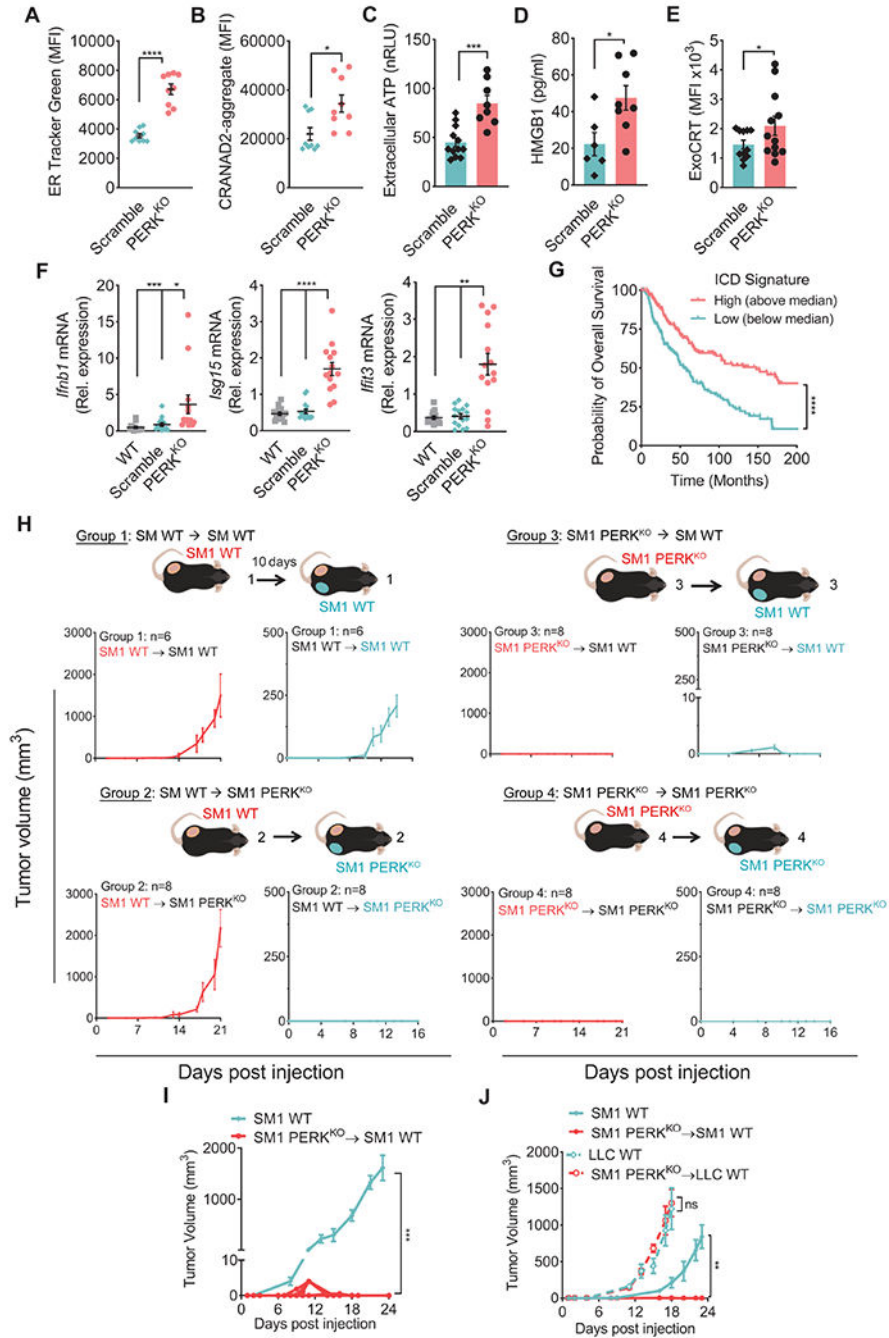 A
ER Tracker Green (MFI)
10000
8000
6000
4000
2000
0
****
Scramble
PERKKO
B
CRANAD2-aggregate (MFI)
60000
40000
20000
0
*
Scramble
PERKKO
C
Extracellular ATP (nRLU)
150
100
50
0
***
Scramble
PERKKO
D
HMGB1 (pg/ml)
80
60
40
20
0
*
Scramble
PERKKO
E
ExoCRT (MFI x10³)
5
4
3
2
1
0
*
Scramble
PERKKO
F
Ifnb1 mRNA
(Rel. expression)
20
15
10
5
0
*** *
WT
Scramble
PERKKO
Isg15 mRNA
(Rel. expression)
4
3
2
1
0
****
WT
Scramble
PERKKO
Ifit3 mRNA
(Rel. expression)
4
3
2
1
0
**
WT
Scramble
PERKKO
G
ICD Signature
High (above median)
Low (below median)
Probability of Overall Survival
100
75
50
25
0
0 50 100 150 200
Time (Months)
****
H
Group 1: SM WT → SM WT
SM1 WT
10 days
1 → 1
SM1 WT
Group 1: n=6
SM1 WT → SM1 WT
3000
2000
1000
0
Group 1: n=6
SM1 WT → SM1 WT
500
250
0
Group 3: SM1 PERKKO → SM WT
SM1 PERKKO
3 → 3
SM1 WT
Group 3: n=8
SM1 PERKKO → SM1 WT
3000
2000
1000
0
Group 3: n=8
SM1 PERKKO → SM1 WT
500
250
10
0
Tumor volume (mm³)
Group 2: SM WT → SM1 PERKKO
SM1 WT
2 → 2
SM1 PERKKO
Group 2: n=8
SM1 WT → SM1 PERKKO
3000
2000
1000
0
0 7 14 21
Group 2: n=8
SM1 WT → SM1 PERKKO
500
250
0
0 4 8 12 16
Group 4: SM1 PERKKO → SM1 PERKKO
SM1 PERKKO
4 → 4
SM1 PERKKO
Group 4: n=8
SM1 PERKKO → SM1 PERKKO
3000
2000
1000
0
0 7 14 21
Group 4: n=8
SM1 PERKKO → SM1 PERKKO
500
250
0
0 4 8 12 16
Days post injection
Days post injection
I
SM1 WT
SM1 PERKKO → SM1 WT
Tumor Volume (mm³)
2000
1000
10
0
0 6 12 18 24
Days post injection
***
J
SM1 WT
SM1 PERKKO→SM1 WT
LLC WT
SM1 PERKKO→LLC WT
Tumor Volume (mm³)
2000
1500
1000
500
0
0 6 12 18 24
Days post injection
ns
**